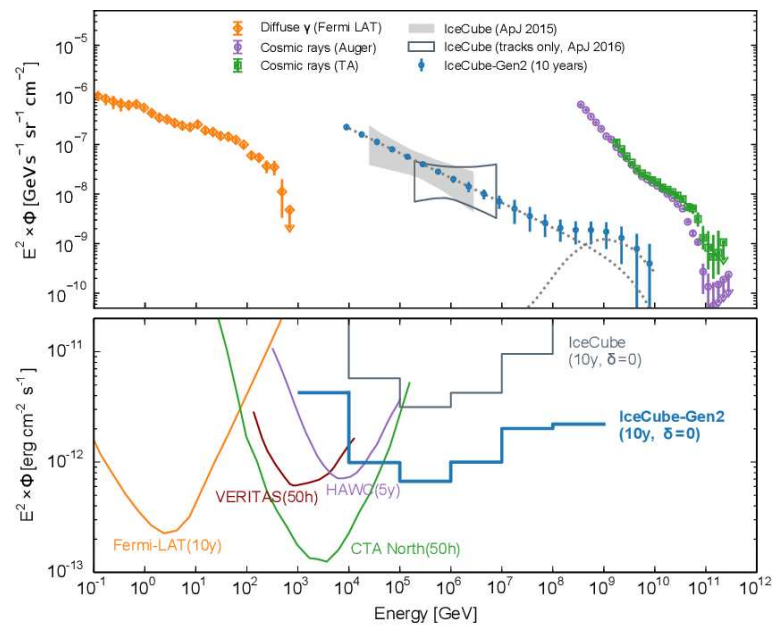 Diffuse γ (Fermi LAT)
Cosmic rays (Auger)
Cosmic rays (TA)
IceCube (ApJ 2015)
IceCube (tracks only, ApJ 2016)
IceCube-Gen2 (10 years)
E² × Φ [GeV s⁻¹ sr⁻¹ cm⁻²]
10⁻⁵
10⁻⁶
10⁻⁷
10⁻⁸
10⁻⁹
10⁻¹⁰
E² × Φ [erg cm⁻² s⁻¹]
10⁻¹¹
10⁻¹²
10⁻¹³
IceCube
(10y, δ=0)
IceCube-Gen2
(10y, δ=0)
HAWC(5y)
VERITAS(50h)
Fermi-LAT(10y)
CTA North(50h)
10⁻¹ 10⁰ 10¹ 10² 10³ 10⁴ 10⁵ 10⁶ 10⁷ 10⁸ 10⁹ 10¹⁰ 10¹¹ 10¹²
Energy [GeV]